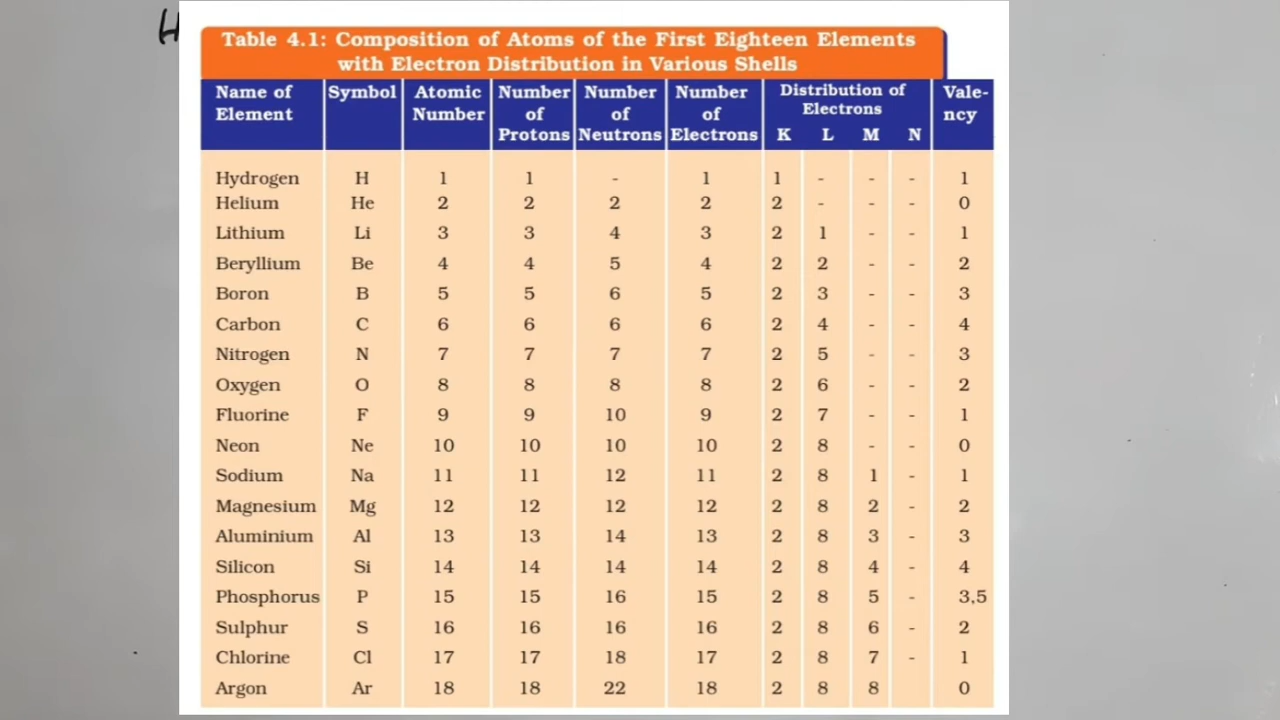 H
Table 4.1: Composition of Atoms of the First Eighteen Elements
with Electron Distribution in Various Shells
Name of Element Symbol Atomic Number Number of Protons Number of Neutrons Number of Electrons Distribution of Electrons K L M N Vale-ncy
Hydrogen H 1 1 - 1 1 - - - 1
Helium He 2 2 2 2 2 - - - 0
Lithium Li 3 3 4 3 2 1 - - 1
Beryllium Be 4 4 5 4 2 2 - - 2
Boron B 5 5 6 5 2 3 - - 3
Carbon C 6 6 6 6 2 4 - - 4
Nitrogen N 7 7 7 7 2 5 - - 3
Oxygen O 8 8 8 8 2 6 - - 2
Fluorine F 9 9 10 9 2 7 - - 1
Neon Ne 10 10 10 10 2 8 - - 0
Sodium Na 11 11 12 11 2 8 1 - 1
Magnesium Mg 12 12 12 12 2 8 2 - 2
Aluminium Al 13 13 14 13 2 8 3 - 3
Silicon Si 14 14 14 14 2 8 4 - 4
Phosphorus P 15 15 16 15 2 8 5 - 3,5
Sulphur S 16 16 16 16 2 8 6 - 2
Chlorine Cl 17 17 18 17 2 8 7 - 1
Argon Ar 18 18 22 18 2 8 8 0